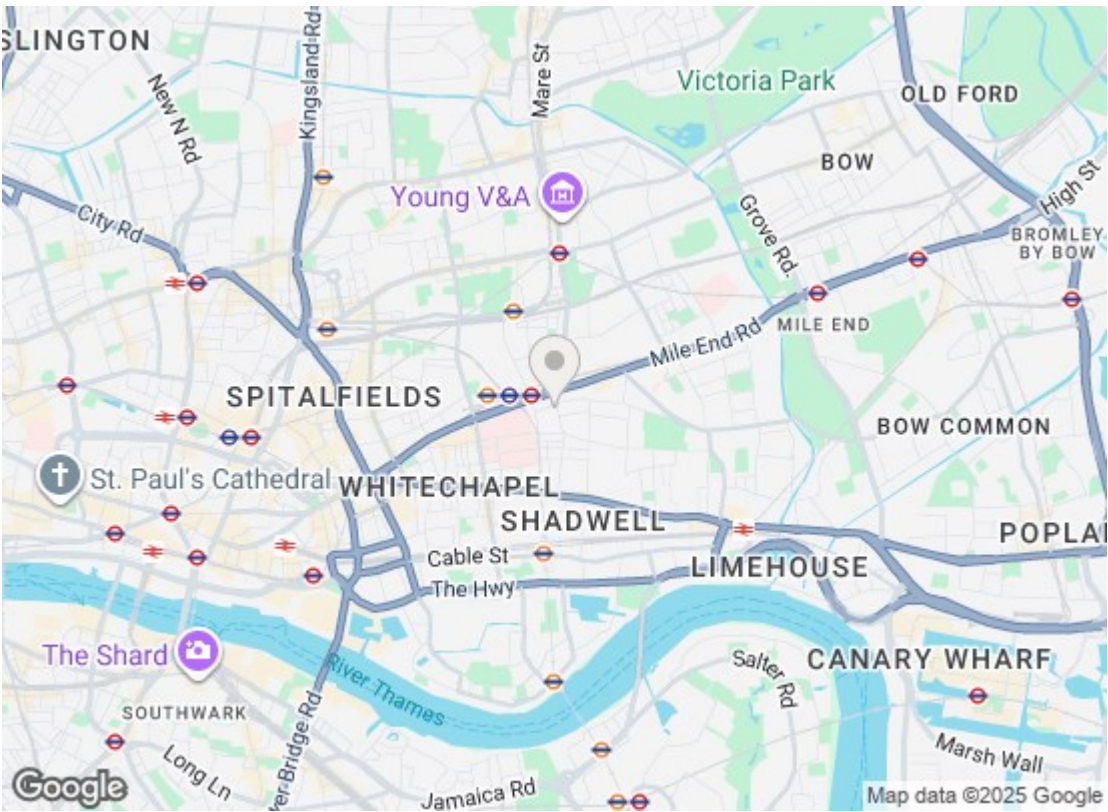 SLINGTON
New N Rd
Kingsland Rd
Mare St
Victoria Park
OLD FORD
BOW
Young V&A
High St
City Rd
Grove Rd.
BROMLEY
BY BOW
MILE END
Mile End Rd
SPITALFIELDS
BOW COMMON
St. Paul's Cathedral
WHITECHAPEL
SHADWELL
POPLA
Cable St
LIMEHOUSE
The Hwy
The Shard
River Thames
Salter Rd
CANARY WHARF
SOUTHWARK
ver Bridge Rd
Long Ln
Marsh Wall
Jamaica Rd
Google
Map data ©2025 Google